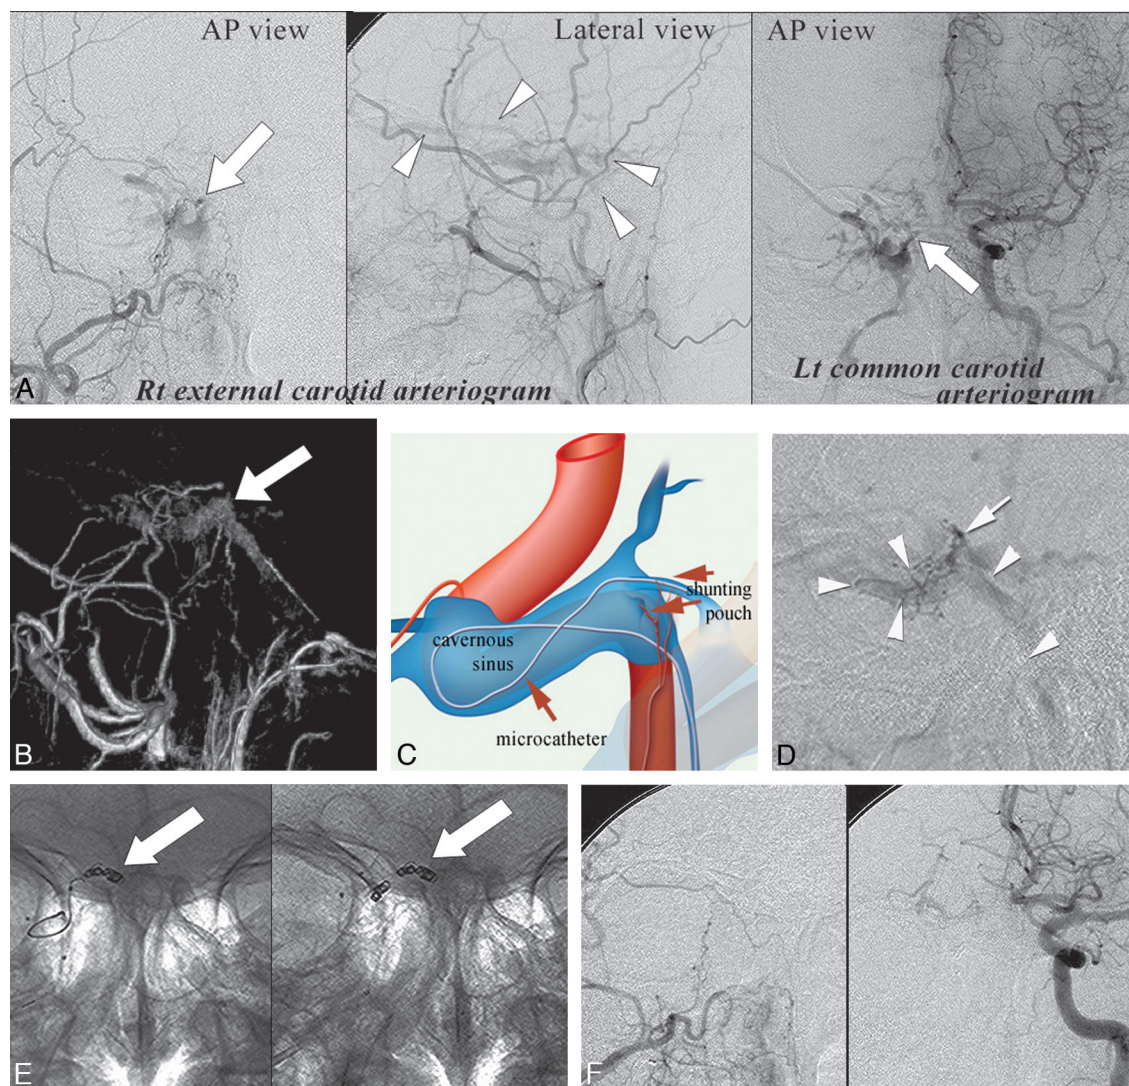 AP view
Lateral view
AP view
A
Rt external carotid arteriogram
Lt common carotid
arteriogram
B
cavernous
sinus
shunting
pouch
microcatheter
C
D
E
F